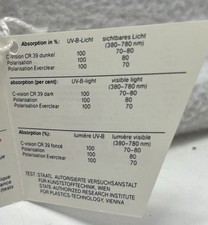 Absorption in %: UV-B-Licht sichtbares Licht
(380–780 nm)
C-vision CR 39 dunkel 100 70–80
Polarisation 100 80
Polarisation Everclear 100 70
absorption (per cent): UV-B-light visible light
(380–780 nm)
C-vision CR 39 dark 100 70–80
Polarisation 100 80
Polarisation Everclear 100 70
Absorption (%): lumière UV-B lumière visible
(380–780 nm)
C-vision CR 39 foncé 100 70–80
Polarisation 100 80
Polarisation Everclear 100 70
TEST: STAATL. AUTORISIERTE VERSUCHSANSTALT
FÜR KUNSTSTOFFTECHNIK, WIEN
STATE-AUTHORIZED RESEARCH INSTITUTE
FOR PLASTICS-TECHNOLOGY, VIENNA